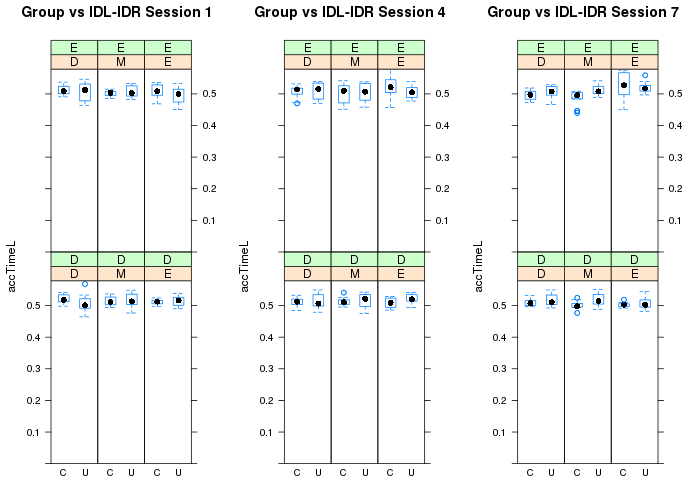 Group vs IDL-IDR Session 1 Group vs IDL-IDR Session 4 Group vs IDL-IDR Session 7
E E E E E E E E E
D M E D M E D M E
0.5 0.5 0.5
0.4 0.4 0.4
0.3 0.3 0.3
0.2 0.2 0.2
0.1 0.1 0.1
accTimeL accTimeL accTimeL
D D D D D D D D D
D M E D M E D M E
0.5 0.5 0.5
0.4 0.4 0.4
0.3 0.3 0.3
0.2 0.2 0.2
0.1 0.1 0.1
C U C U C U C U C U C U C U C U C U